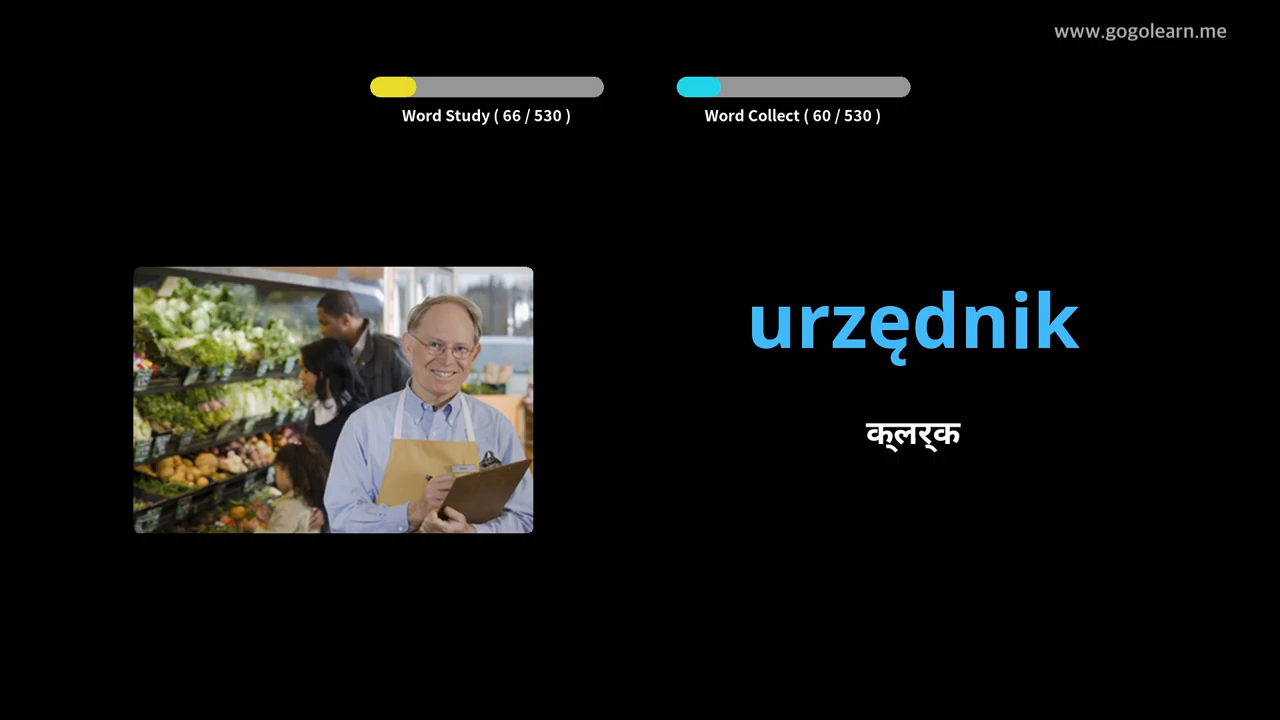 www.gogolearn.me
Word Study ( 66 / 530 )
Word Collect ( 60 / 530 )
urzędnik
क्लर्क